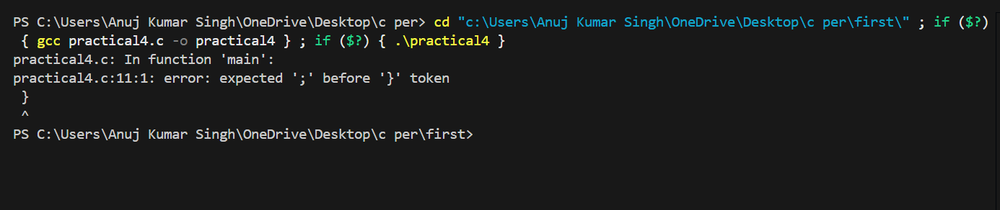 PS C:\Users\Anuj Kumar Singh\OneDrive\Desktop\c per> cd "c:\Users\Anuj Kumar Singh\OneDrive\Desktop\c per\first\" ; if ($?)
 { gcc practical4.c -o practical4 } ; if ($?) { .\practical4 }
practical4.c: In function 'main':
practical4.c:11:1: error: expected ';' before '}' token
 }
 ^
PS C:\Users\Anuj Kumar Singh\OneDrive\Desktop\c per\first>